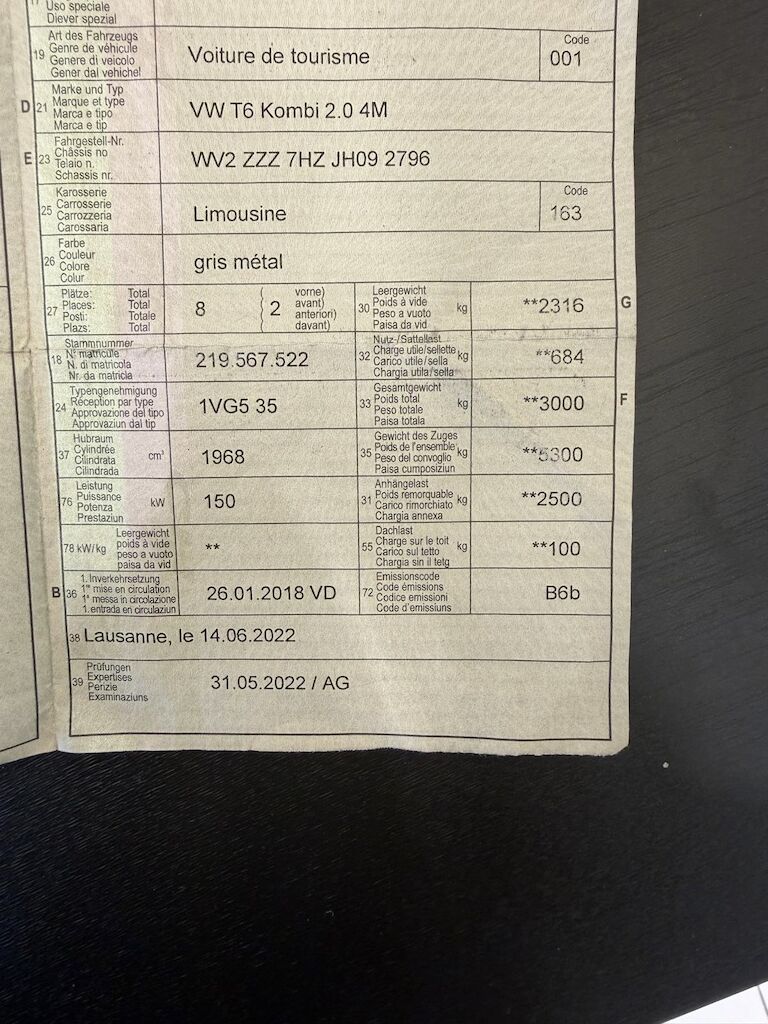 17 Uso speciale
Diever spezial
19 Art des Fahrzeugs
Genre de véhicule
Genere di veicolo
Gener dal vehichel
Voiture de tourisme
Code
001
D 21 Marke und Typ
Marque et type
Marca e tipo
Marca e tip
VW T6 Kombi 2.0 4M
E 23 Fahrgestell-Nr.
Châssis no
Telaio n.
Schassis nr.
WV2 ZZZ 7HZ JH09 2796
25 Karosserie
Carrosserie
Carrozzeria
Carossaria
Limousine
Code
163
26 Farbe
Couleur
Colore
Colur
gris métal
27 Plätze: Total
Places: Total
Posti: Totale
Plazs: Total
8
2
vorne)
avant)
anteriori)
davant)
30 Leergewicht
Poids à vide
Peso a vuoto
Paisa da vid
kg
**2316
G
18 Stammnummer
N° matricule
N. di matricola
Nr. da matricla
219.567.522
32 Nutz-/Sattellast
Charge utile/sellette
Carico utile/sella
Chargia utila/sella
kg
**684
24 Typengenehmigung
Réception par type
Approvazione del tipo
Approvaziun dal tip
1VG5 35
33 Gesamtgewicht
Poids total
Peso totale
Paisa totala
kg
**3000
F
37 Hubraum
Cylindrée
Cilindrata
Cilindrada
cm³
1968
35 Gewicht des Zuges
Poids de l'ensemble
Peso del convoglio
Paisa cumposiziun
kg
**5300
76 Leistung
Puissance
Potenza
Prestaziun
kW
150
31 Anhängelast
Poids remorquable
Carico rimorchiato
Chargia annexa
kg
**2500
78 kW/kg
Leergewicht
poids à vide
peso a vuoto
paisa da vid
**
55 Dachlast
Charge sur le toit
Carico sul tetto
Chargia sin il tetg
kg
**100
B 36 1. Inverkehrsetzung
1re mise en circulation
1a messa in circolazione
1. entrada en circulaziun
26.01.2018 VD
72 Emissionscode
Code émissions
Codice emissioni
Code d'emissiuns
B6b
38 Lausanne, le 14.06.2022
39 Prüfungen
Expertises
Perizie
Examinaziuns
31.05.2022 / AG